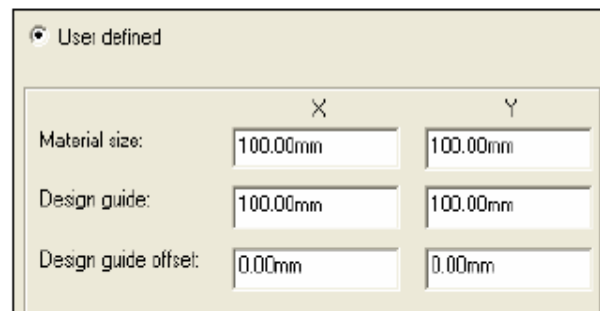 User defined
X Y
Material size: 100.00mm 100.00mm
Design guide: 100.00mm 100.00mm
Design guide offset: 0.00mm 0.00mm